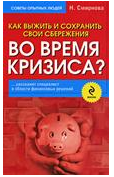 СОВЕТЫ ОПЫТНЫХ ЛЮДЕЙ
Н. Смирнова
КАК ВЫЖИТЬ И СОХРАНИТЬ
СВОИ СБЕРЕЖЕНИЯ
ВО ВРЕМЯ
КРИЗИСА?
в области финансовых решений